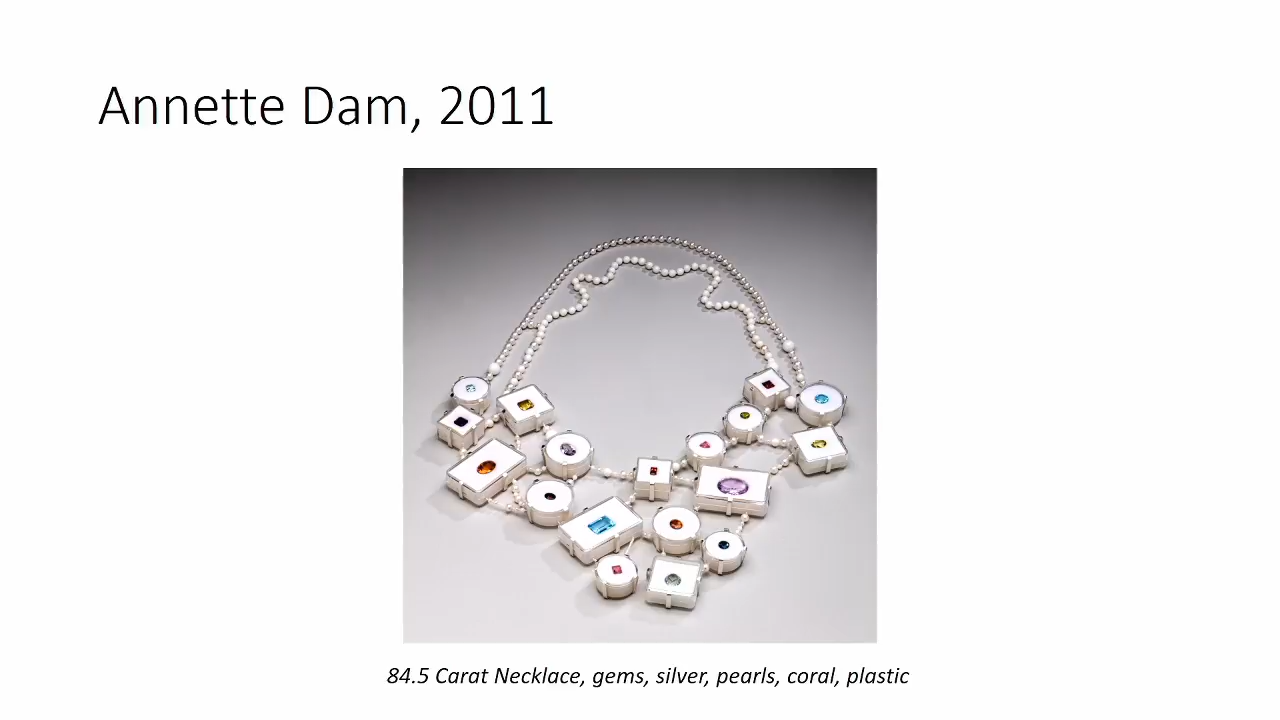 Annette Dam, 2011
84.5 Carat Necklace, gems, silver, pearls, coral, plastic